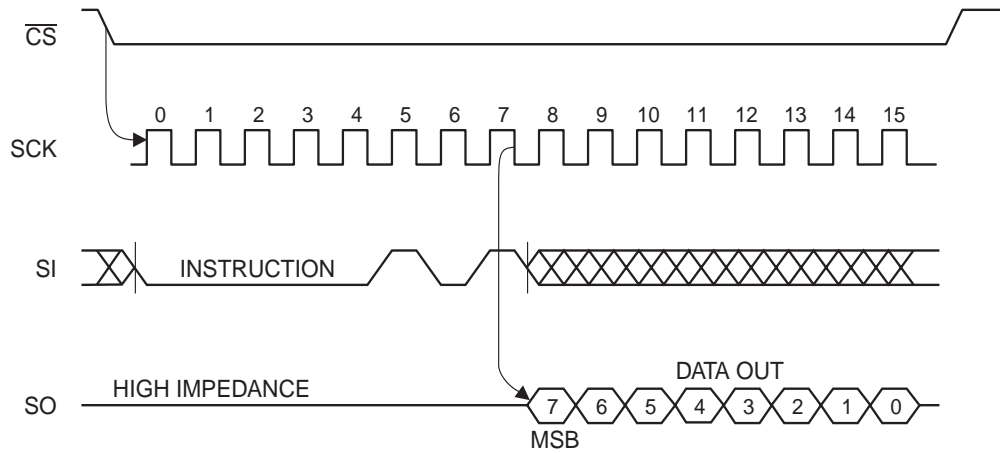 C̅S̅
0 1 2 3 4 5 6 7 8 9 10 11 12 13 14 15
SCK
SI
INSTRUCTION
DATA OUT
HIGH IMPEDANCE
SO
7 6 5 4 3 2 1 0
MSB